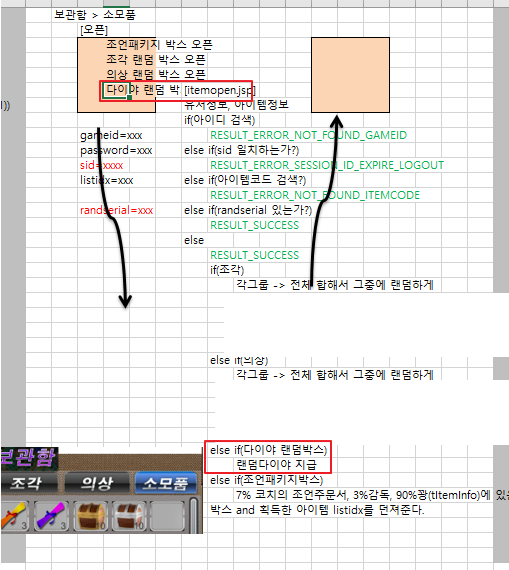 보관함 > 소모품
[오픈]
조언패키지 박스 오픈
조각 랜덤 박스 오픈
의상 랜덤 박스 오픈
다이야 랜덤 박 [itemopen.jsp]
))
유저정보, 아이템정보
if(아이디 검색)
gameid=xxx RESULT_ERROR_NOT_FOUND_GAMEID
password=xxx else if(sid 일치하는가?)
sid=xxxx RESULT_ERROR_SESSION_ID_EXPIRE_LOGOUT
listidx=xxx else if(아이템코드 검색?)
RESULT_ERROR_NOT_FOUND_ITEMCODE
randserial=xxx else if(randserial 있는가?)
RESULT_SUCCESS
else
RESULT_SUCCESS
if(조각)
각그룹 -> 전체 합해서 그중에 랜덤하게
else if(의상)
각그룹 -> 전체 합해서 그중에 랜덤하게
else if(다이야 랜덤박스)
랜덤다이야 지급
else if(조언패키지박스)
7% 코치의 조언주문서, 3%감독, 90%꽝(tItemInfo)에 있
박스 and 획득한 아이템 listidx를 던져준다.
보관함
조각 의상 소모품
3 3 10 10